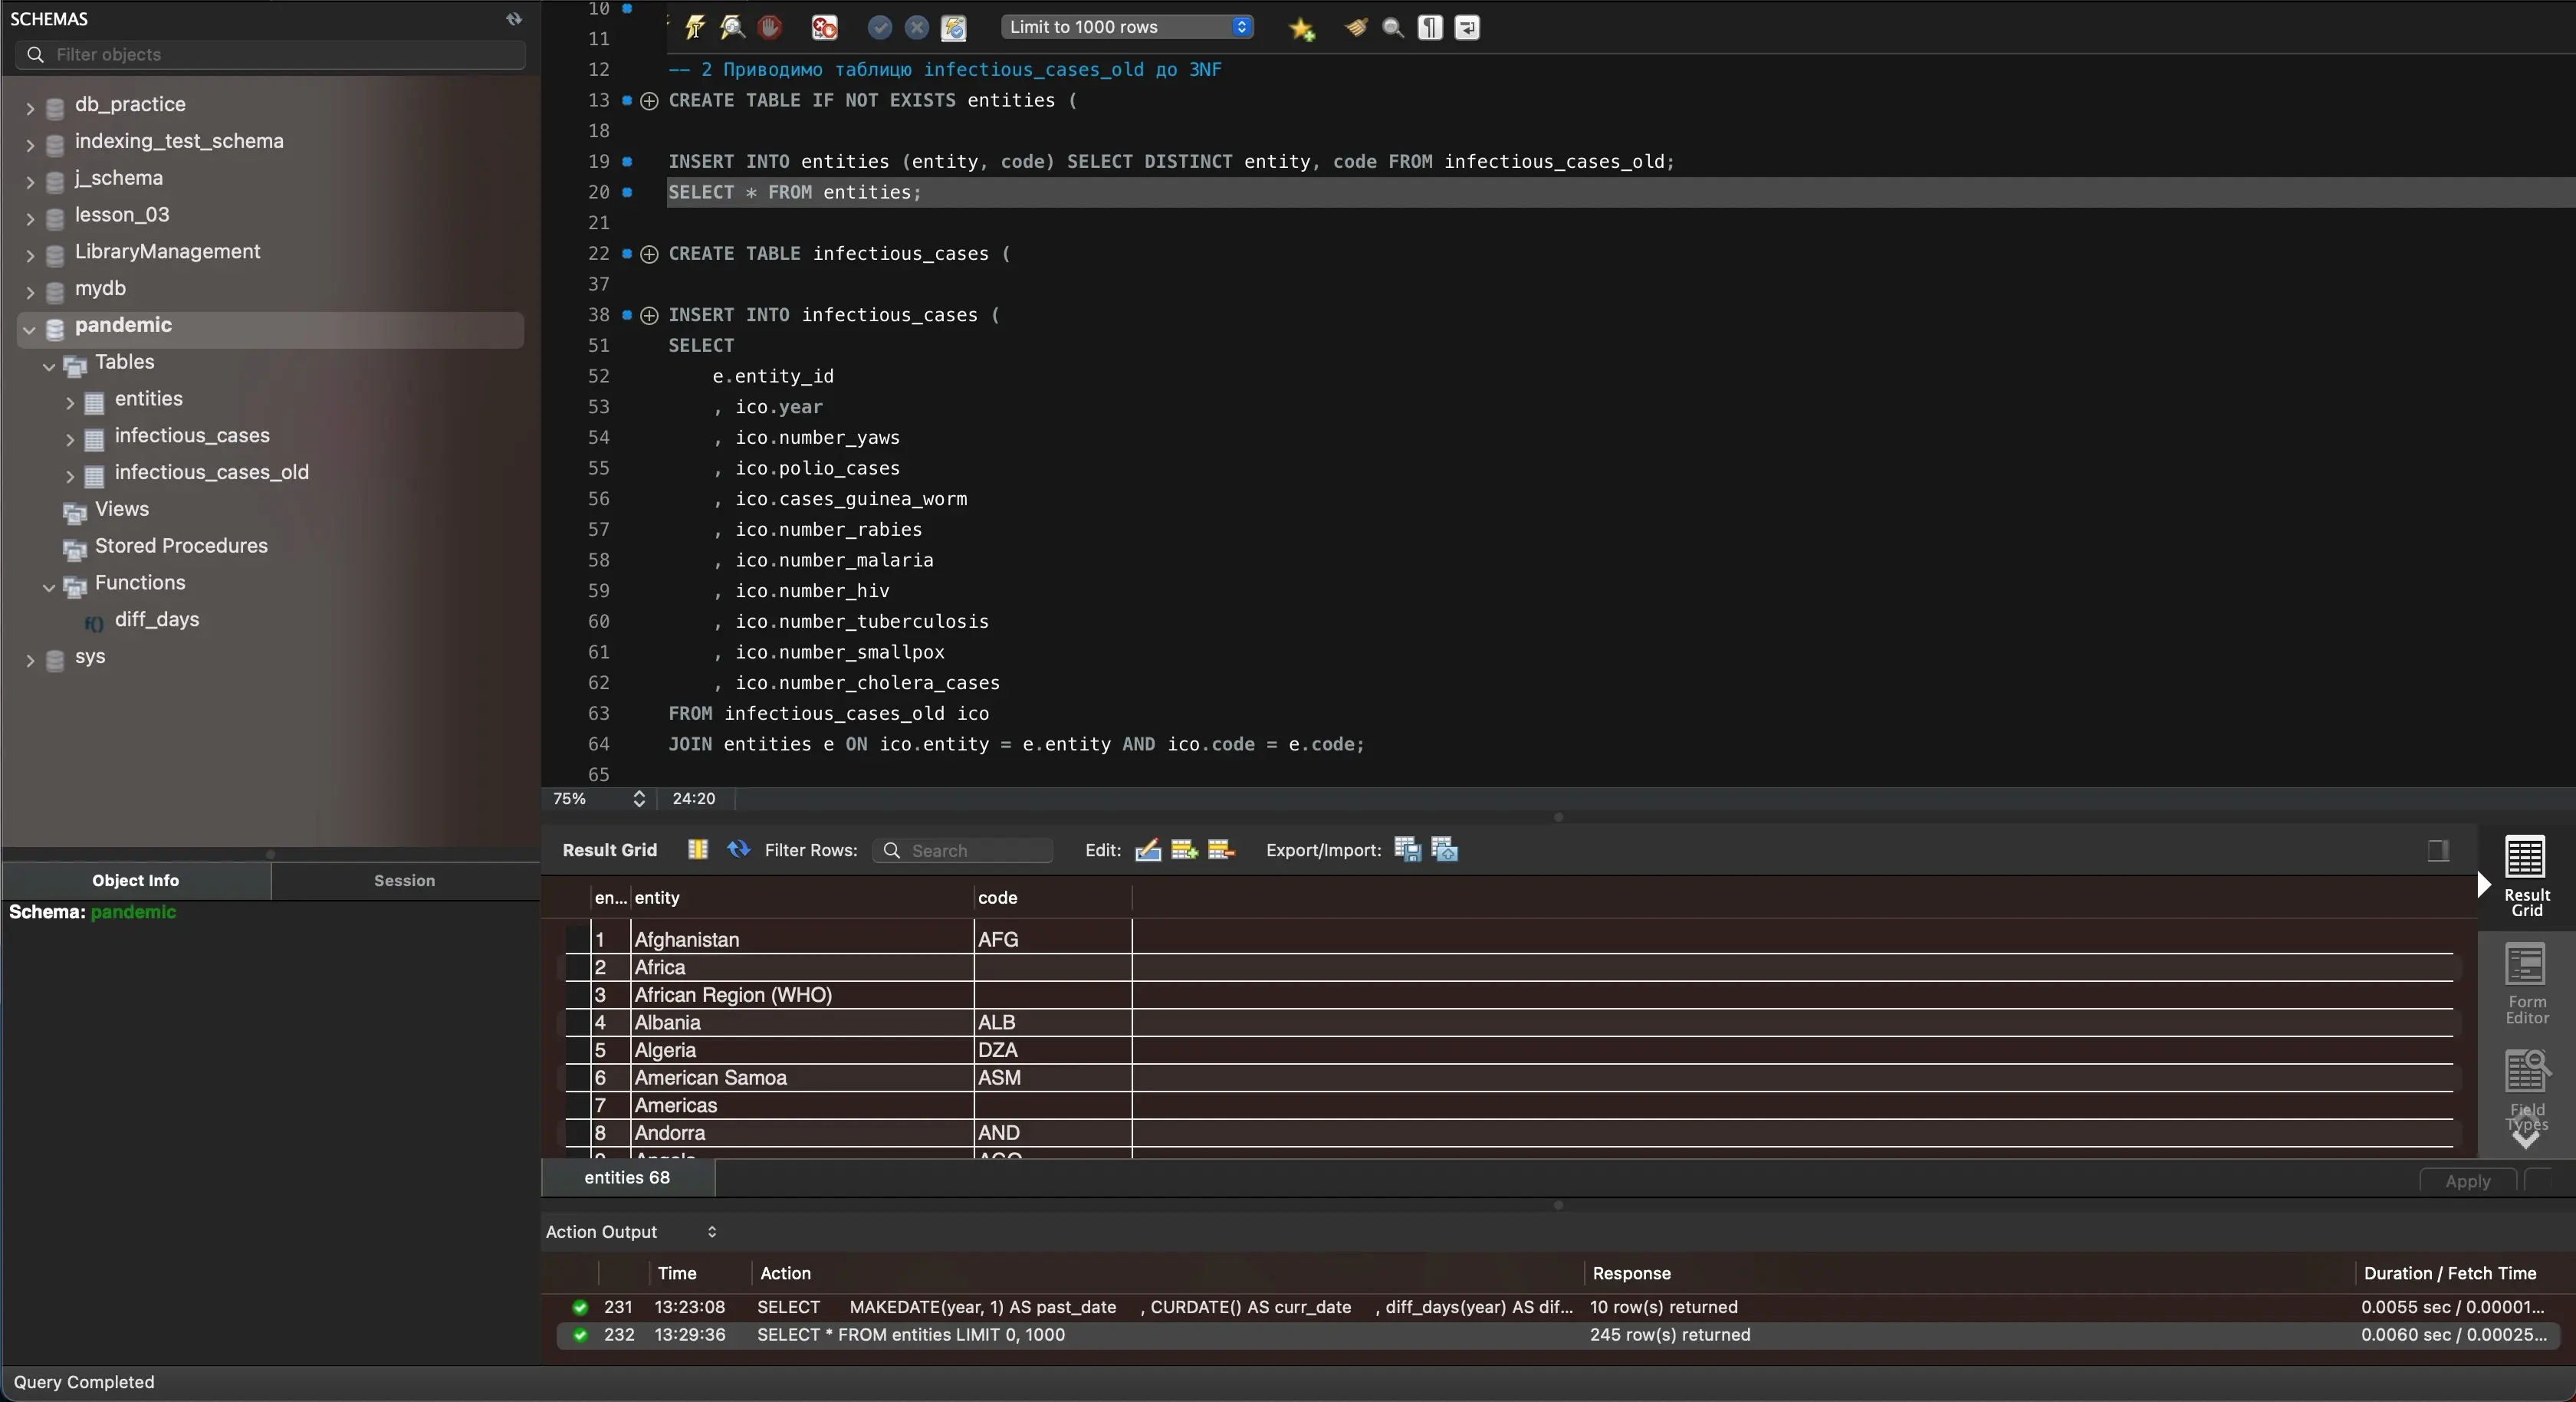 SCHEMAS
Filter objects
db_practice
indexing_test_schema
j_schema
lesson_03
LibraryManagement
mydb
pandemic
Tables
entities
infectious_cases
infectious_cases_old
Views
Stored Procedures
Functions
f() diff_days
sys
Object Info Session
Schema: pandemic
10
11
Limit to 1000 rows
12 -- 2 Приводимо таблицю infectious_cases_old до 3NF
13 CREATE TABLE IF NOT EXISTS entities (
18
19 INSERT INTO entities (entity, code) SELECT DISTINCT entity, code FROM infectious_cases_old;
20 SELECT * FROM entities;
21
22 CREATE TABLE infectious_cases (
37
38 INSERT INTO infectious_cases (
51 SELECT
52 e.entity_id
53 , ico.year
54 , ico.number_yaws
55 , ico.polio_cases
56 , ico.cases_guinea_worm
57 , ico.number_rabies
58 , ico.number_malaria
59 , ico.number_hiv
60 , ico.number_tuberculosis
61 , ico.number_smallpox
62 , ico.number_cholera_cases
63 FROM infectious_cases_old ico
64 JOIN entities e ON ico.entity = e.entity AND ico.code = e.code;
65
75% 24:20
Result Grid Filter Rows: Search Edit: Export/Import:
en... entity code
1 Afghanistan AFG
2 Africa
3 African Region (WHO)
4 Albania ALB
5 Algeria DZA
6 American Samoa ASM
7 Americas
8 Andorra AND
Result
Grid
Form
Editor
Field
Types
entities 68
Apply
Action Output
Time Action Response Duration / Fetch Time
231 13:23:08 SELECT MAKEDATE(year, 1) AS past_date , CURDATE() AS curr_date , diff_days(year) AS dif... 10 row(s) returned 0.0055 sec / 0.00001...
232 13:29:36 SELECT * FROM entities LIMIT 0, 1000 245 row(s) returned 0.0060 sec / 0.00025...
Query Completed